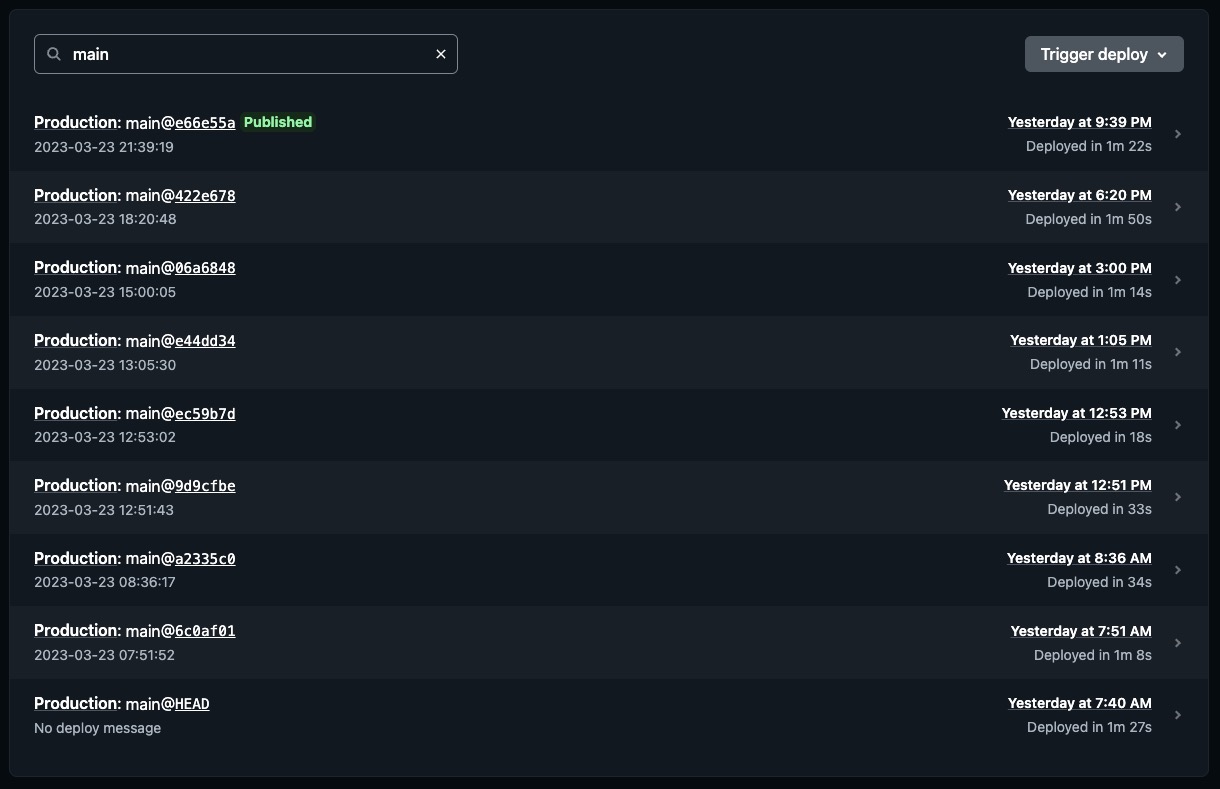 main
Trigger deploy
Production: main@e66e55a Published
Yesterday at 9:39 PM
2023-03-23 21:39:19
Deployed in 1m 22s
Production: main@422e678
Yesterday at 6:20 PM
2023-03-23 18:20:48
Deployed in 1m 50s
Production: main@06a6848
Yesterday at 3:00 PM
2023-03-23 15:00:05
Deployed in 1m 14s
Production: main@e44dd34
Yesterday at 1:05 PM
2023-03-23 13:05:30
Deployed in 1m 11s
Production: main@ec59b7d
Yesterday at 12:53 PM
2023-03-23 12:53:02
Deployed in 18s
Production: main@9d9cfbe
Yesterday at 12:51 PM
2023-03-23 12:51:43
Deployed in 33s
Production: main@a2335c0
Yesterday at 8:36 AM
2023-03-23 08:36:17
Deployed in 34s
Production: main@6c0af01
Yesterday at 7:51 AM
2023-03-23 07:51:52
Deployed in 1m 8s
Production: main@HEAD
Yesterday at 7:40 AM
No deploy message
Deployed in 1m 27s